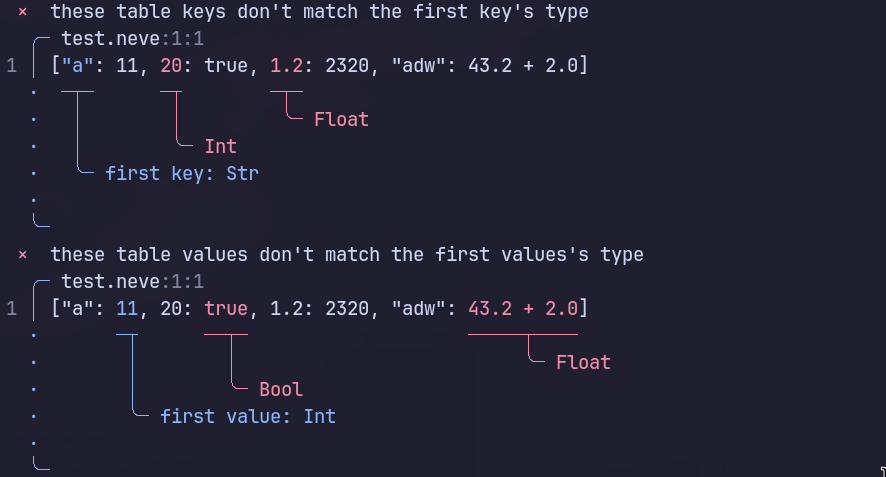 × these table keys don't match the first key's type
test.neve:1:1
1 ["a": 11, 20: true, 1.2: 2320, "adw": 43.2 + 2.0]
Float
Int
first key: Str
× these table values don't match the first values's type
test.neve:1:1
1 ["a": 11, 20: true, 1.2: 2320, "adw": 43.2 + 2.0]
Float
Bool
first value: Int